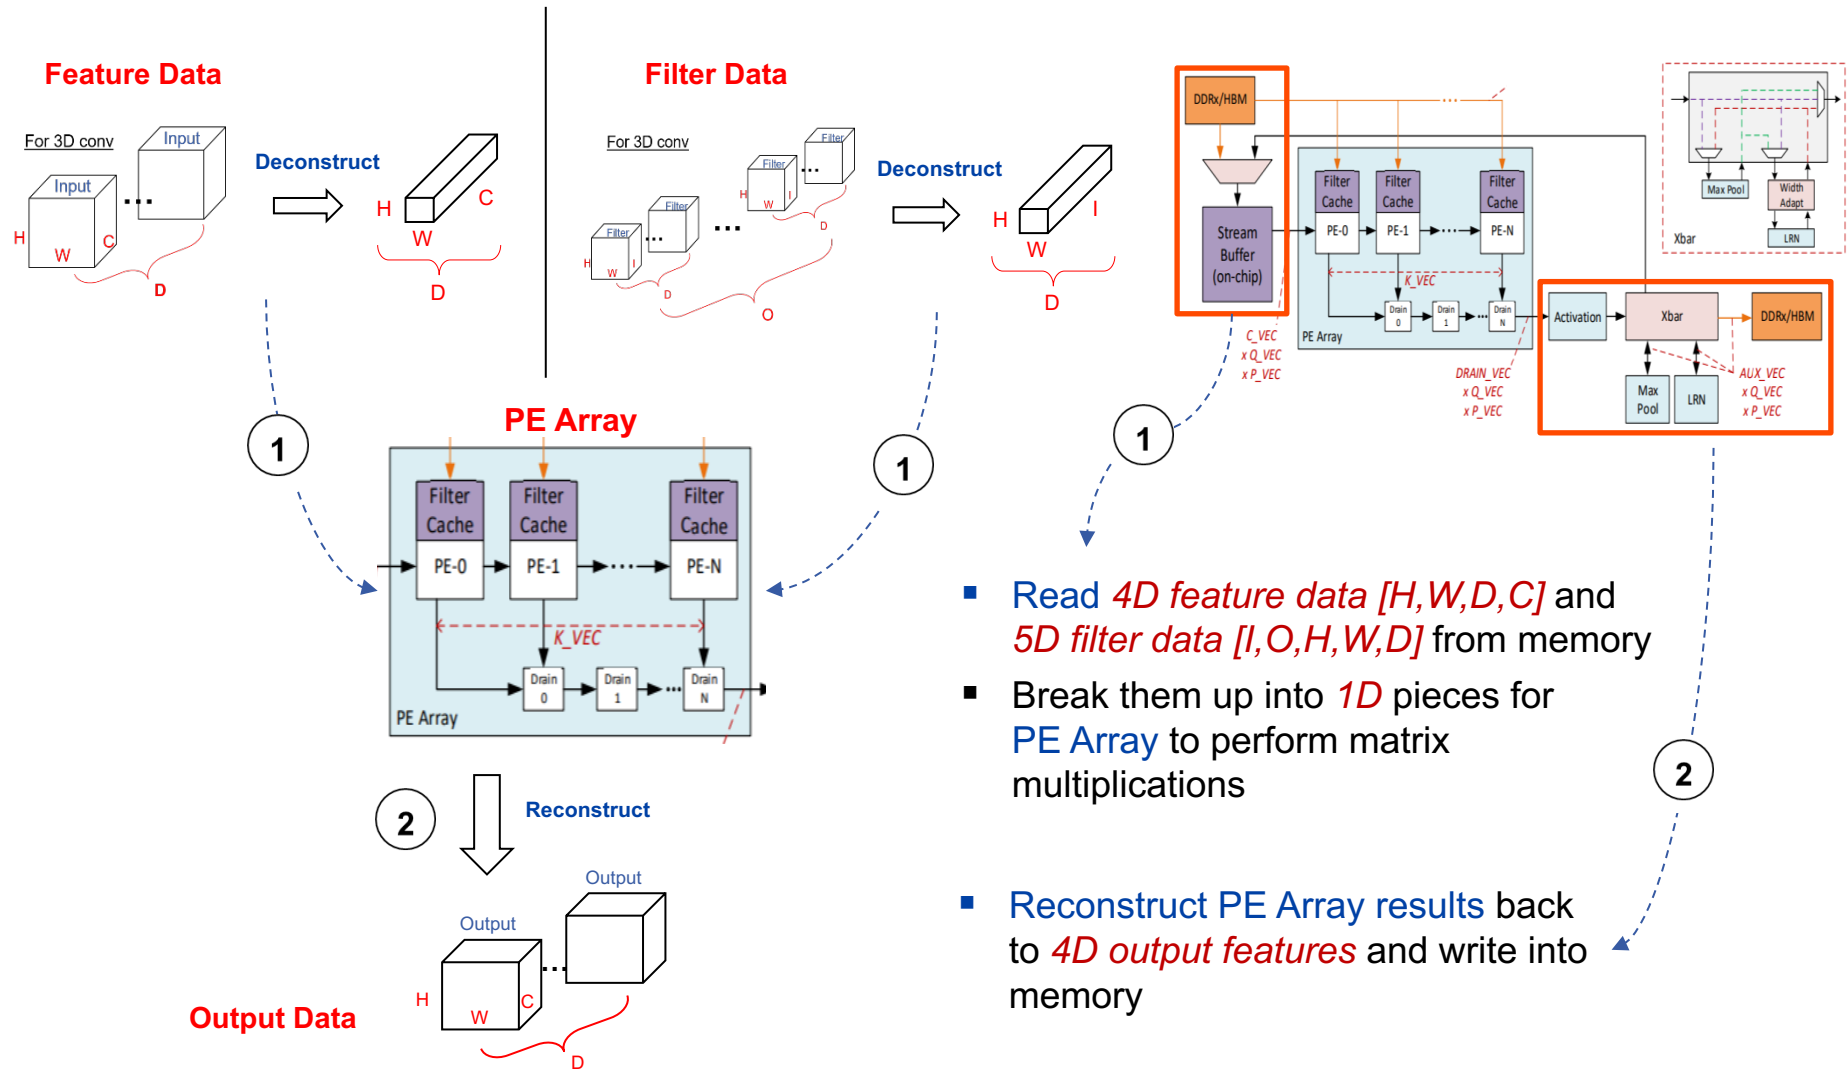 Feature Data
For 3D conv
Input
Input
...
H
W
C
D
Deconstruct
H
W
C
D
Filter Data
For 3D conv
Filter
Filter
...
H
W
I
D
...
Filter
Filter
...
H
W
I
D
O
Deconstruct
H
W
I
D
1
1
PE Array
Filter
Cache
Filter
Cache
Filter
Cache
PE-0
PE-1
...
PE-N
K_VEC
Drain
0
Drain
1
...
Drain
N
PE Array
2
Reconstruct
Output
Output
...
H
W
C
D
Output Data
DDRx/HBM
...
Stream
Buffer
(on-chip)
Filter
Cache
Filter
Cache
Filter
Cache
PE-0
PE-1
...
PE-N
K_VEC
Drain
0
Drain
1
...
Drain
N
PE Array
C_VEC
x Q_VEC
x P_VEC
DRAIN_VEC
x Q_VEC
x P_VEC
Activation
Xbar
DDRx/HBM
Max
Pool
LRN
AUX_VEC
x Q_VEC
x P_VEC
Max Pool
Width
Adapt
LRN
Xbar
1
2
▪ Read 4D feature data [H,W,D,C] and
5D filter data [I,O,H,W,D] from memory
▪ Break them up into 1D pieces for
PE Array to perform matrix
multiplications
▪ Reconstruct PE Array results back
to 4D output features and write into
memory